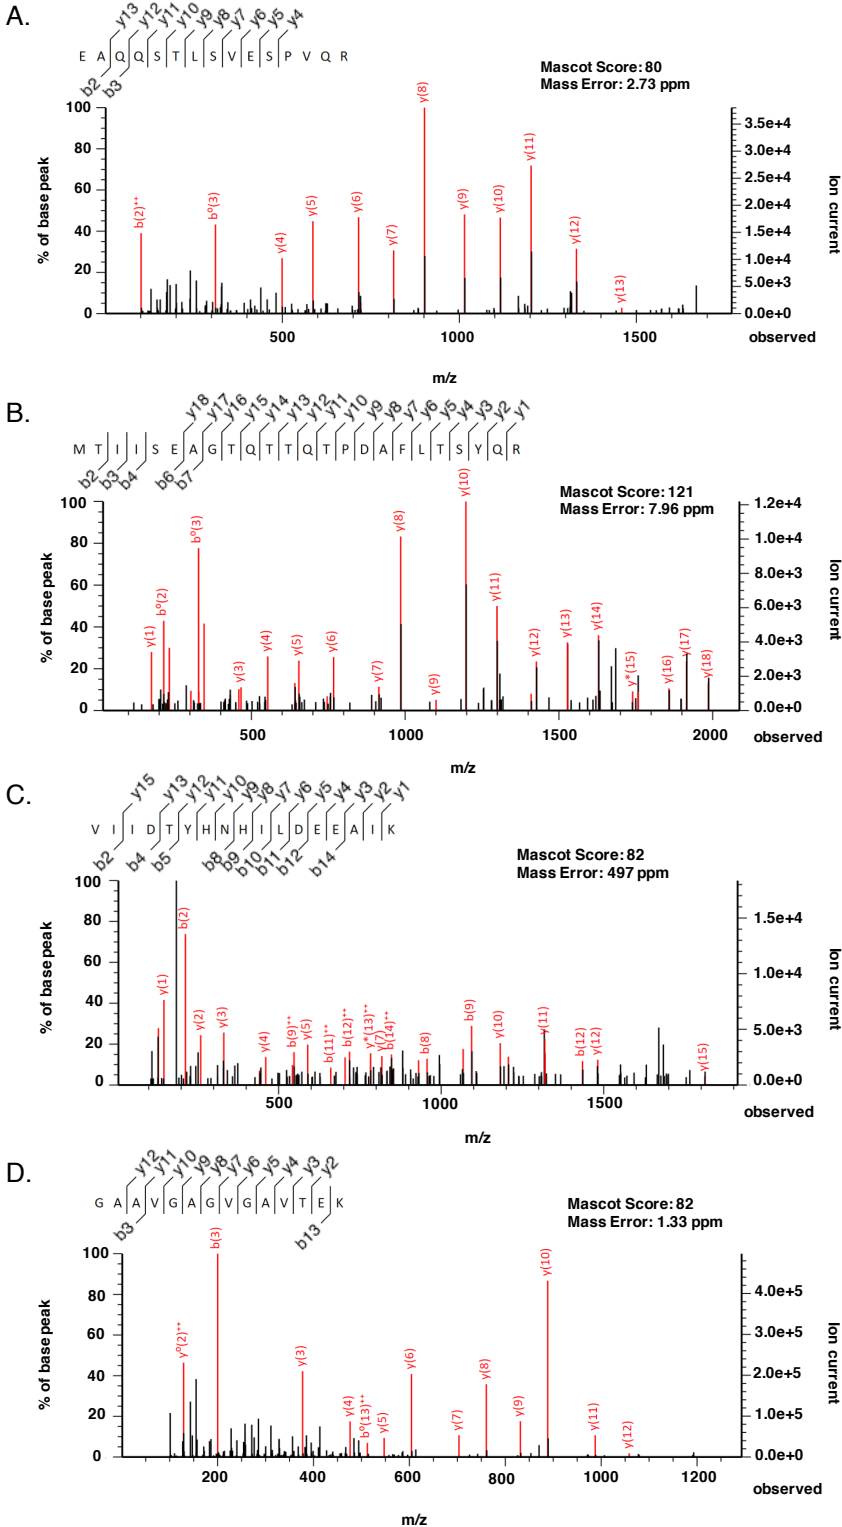 A.
y13 y12 y11 y10 y9 y8 y7 y6 y5 y4
E A Q Q S T L S V E S P V Q R
b2 b3
Mascot Score: 80
Mass Error: 2.73 ppm
100
80
60
40
20
0
% of base peak
b(2)++
b⁰(3)
y(4)
y(5)
y(6)
y(7)
y(8)
y(9)
y(10)
y(11)
y(12)
y(13)
3.5e+4
3.0e+4
2.5e+4
2.0e+4
1.5e+4
1.0e+4
5.0e+3
0.0e+0
Ion current
500 1000 1500 observed
m/z
B.
y18 y17 y16 y15 y14 y13 y12 y11 y10 y9 y8 y7 y6 y5 y4 y3 y2 y1
M T I I S E A G T Q T T Q T P D A F L T S Y Q R
b2 b3 b4 b6 b7
Mascot Score: 121
Mass Error: 7.96 ppm
100
80
60
40
20
0
% of base peak
y(1)
b⁰(2)
b⁰(3)
y(3)
y(4)
y(5)
y(6)
y(7)
y(8)
y(9)
y(10)
y(11)
y(12)
y(13)
y(14)
y*(15)
y(16)
y(17)
y(18)
1.2e+4
1.0e+4
8.0e+3
6.0e+3
4.0e+3
2.0e+3
0.0e+0
Ion current
500 1000 1500 2000 observed
m/z
C.
y15 y13 y12 y11 y10 y9 y8 y7 y6 y5 y4 y3 y2 y1
V I I D T Y H N H I L D E E A I K
b2 b4 b5 b8 b9 b10 b11 b12 b14
Mascot Score: 82
Mass Error: 497 ppm
100
80
60
40
20
0
% of base peak
y(1)
b(2)
y(2)
y(3)
y(4)
b(9)++
y(5)
b(11)++
b(12)++
y*(13)++
y(7)
b(14)++
b(8)
b(9)
y(10)
y(11)
b(12)
y(12)
y(15)
1.5e+4
1.0e+4
5.0e+3
0.0e+0
Ion current
500 1000 1500 observed
m/z
D.
y12 y11 y10 y9 y8 y7 y6 y5 y4 y3 y2
G A A V G A G V G A V T E K
b3 b13
Mascot Score: 82
Mass Error: 1.33 ppm
100
80
60
40
20
0
% of base peak
y⁰(2)++
b(3)
y(3)
y(4)
b⁰(13)++
y(5)
y(6)
y(7)
y(8)
y(9)
y(10)
y(11)
y(12)
4.0e+5
3.0e+5
2.0e+5
1.0e+5
0.0e+0
Ion current
200 400 600 800 1000 1200 observed
m/z